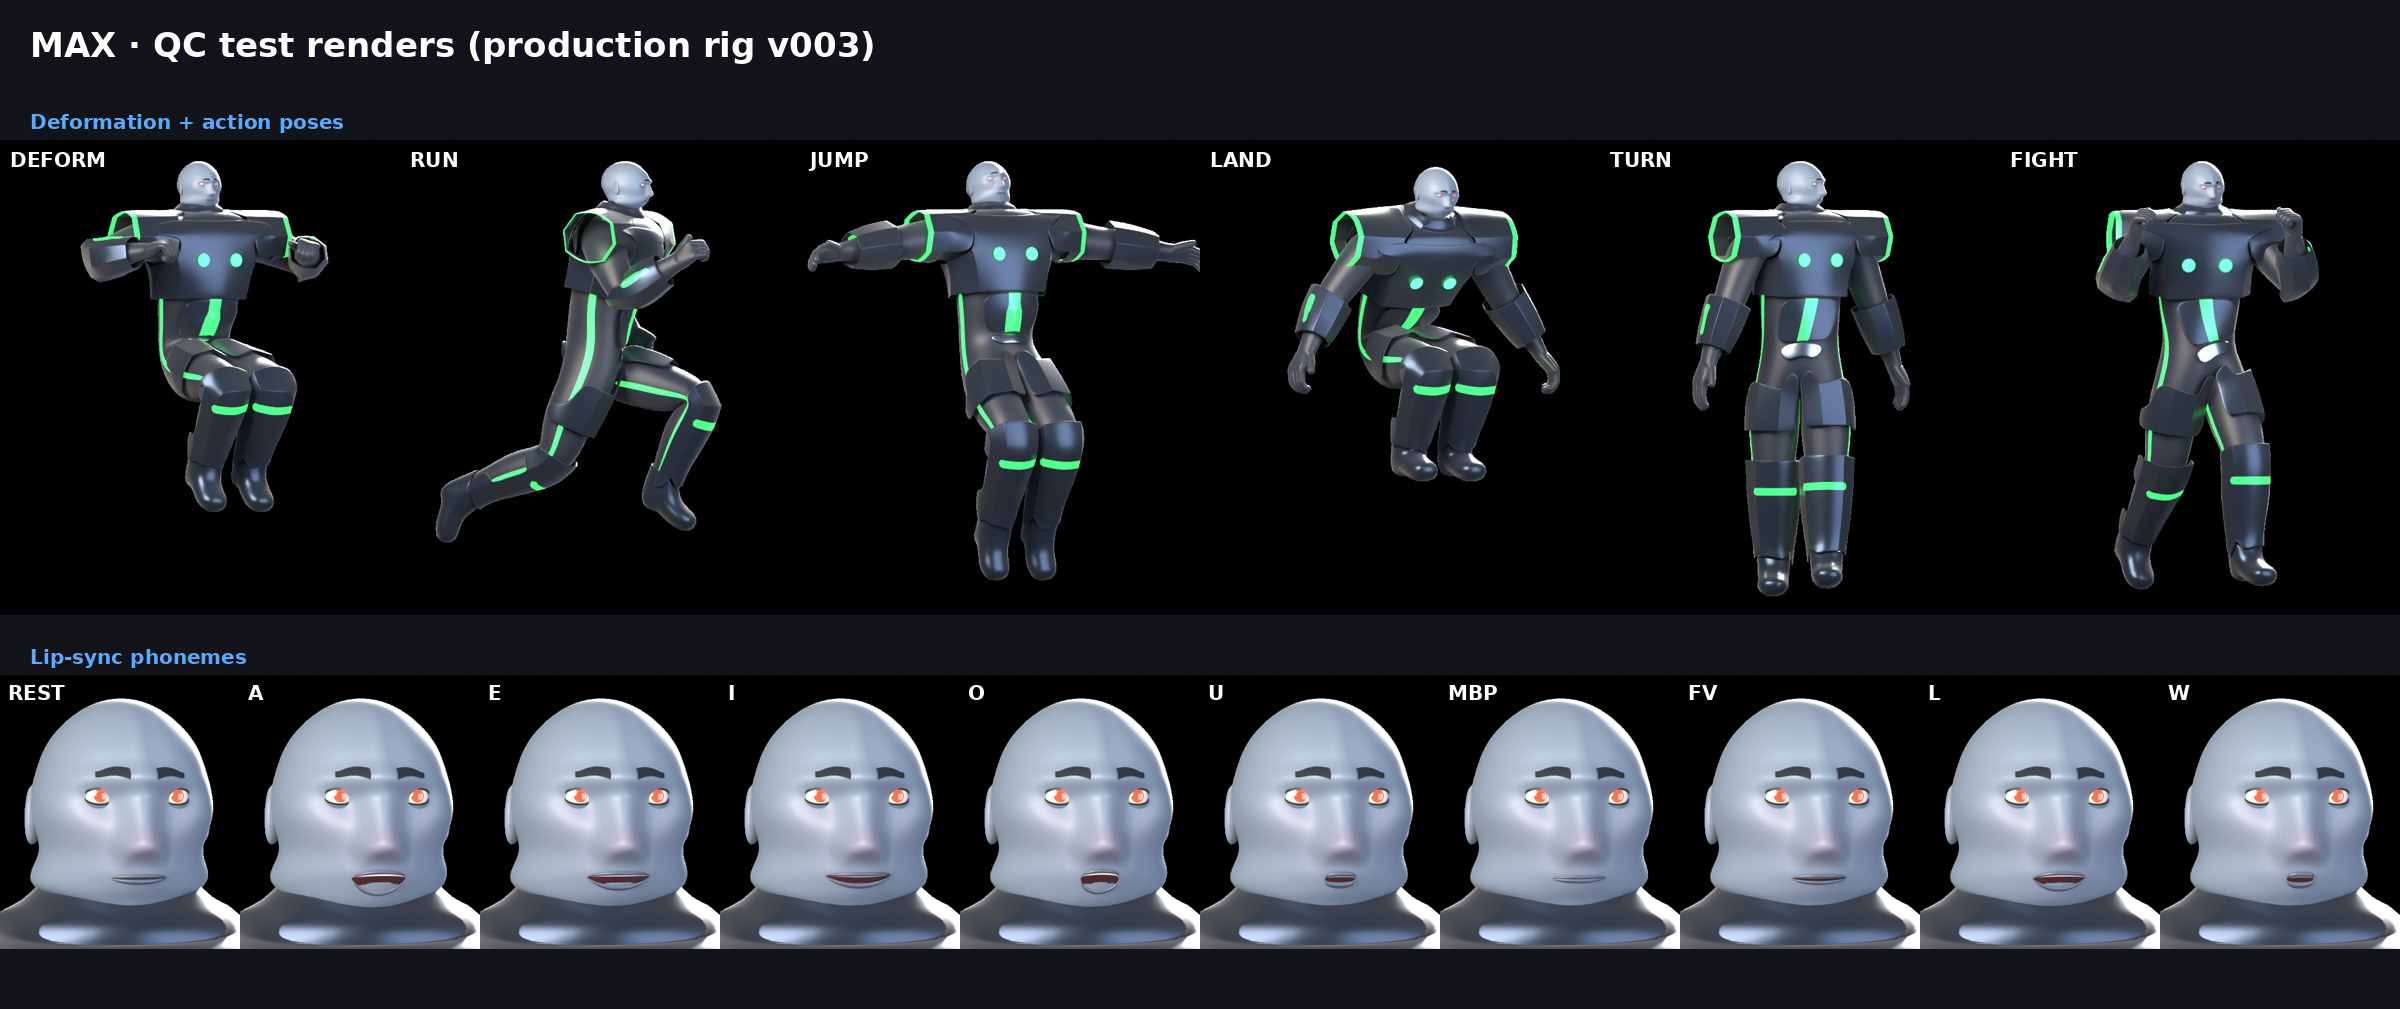 MAX · QC test renders (production rig v003)
Deformation + action poses
DEFORM RUN JUMP LAND TURN FIGHT
Lip-sync phonemes
REST A E I O U MBP FV L W